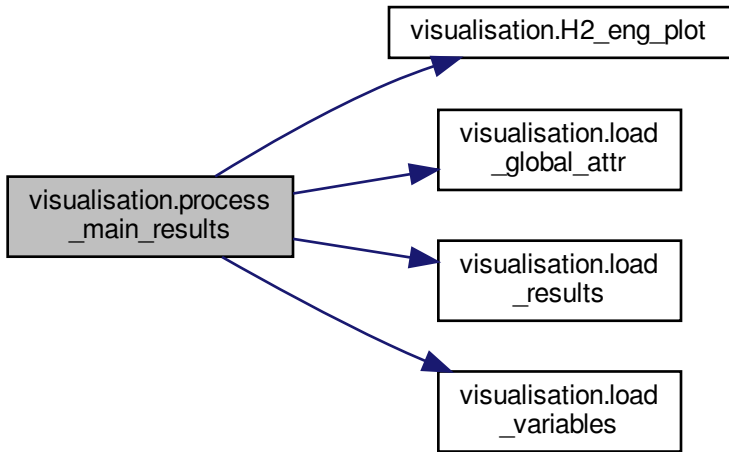 visualisation.H2_eng_plot
visualisation.load
_global_attr
visualisation.process
_main_results
visualisation.load
_results
visualisation.load
_variables